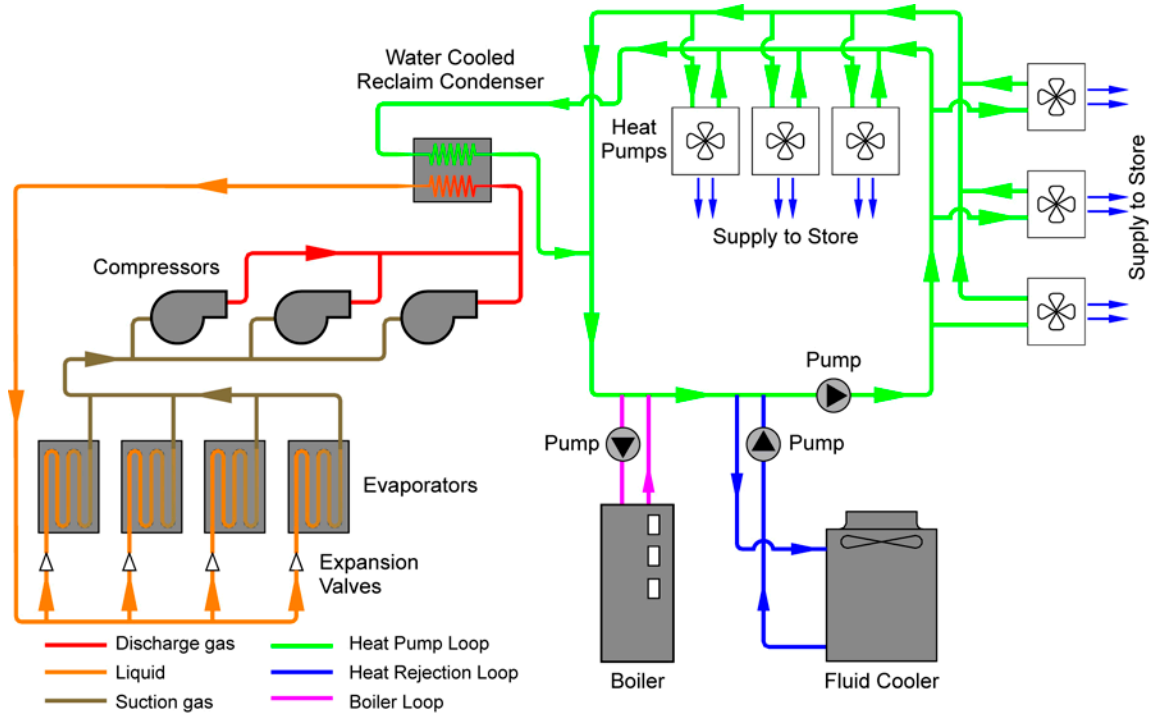 Water Cooled
Reclaim Condenser
Heat
Pumps
Supply to Store
Supply to Store
Compressors
Pump
Pump
Pump
Evaporators
Expansion
Valves
Discharge gas
Liquid
Suction gas
Heat Pump Loop
Heat Rejection Loop
Boiler Loop
Boiler
Fluid Cooler